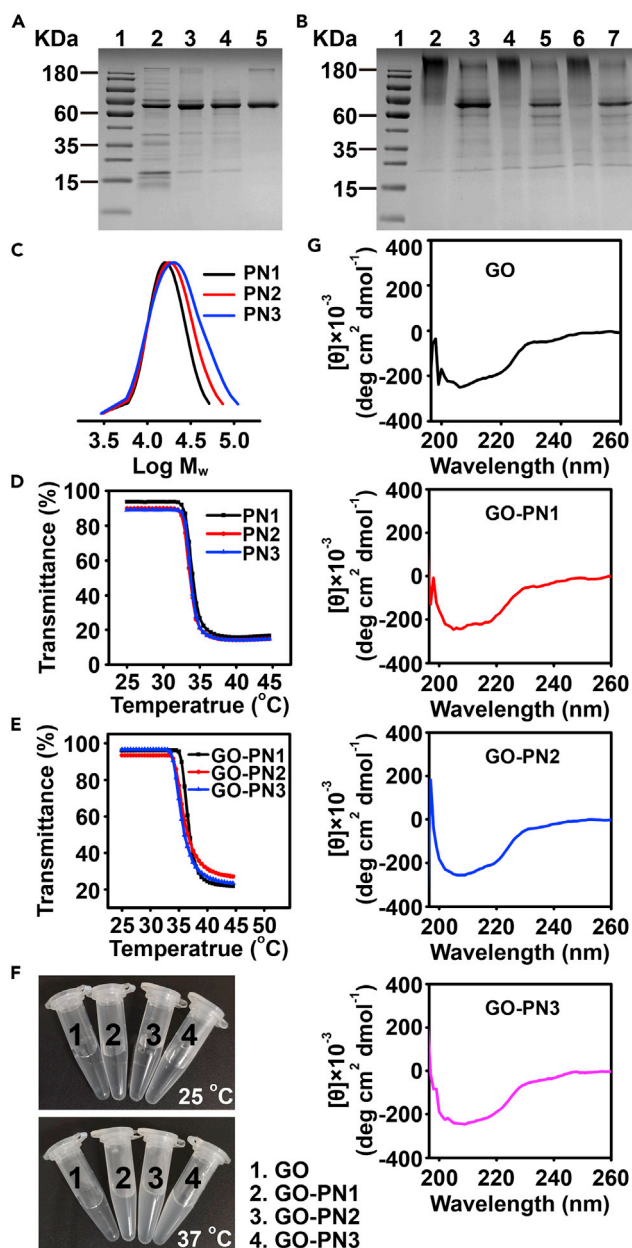 A
KDa 1 2 3 4 5
180
60
35
15
B
KDa 1 2 3 4 5 6 7
180
60
35
15
C
PN1
PN2
PN3
3.5 4.0 4.5 5.0
Log Mw
D
Transmittance (%)
100
80
60
40
20
0
PN1
PN2
PN3
25 30 35 40 45
Temperatrue (°C)
E
Transmittance (%)
100
80
60
40
20
GO-PN1
GO-PN2
GO-PN3
25 30 35 40 45 50
Temperatrue (°C)
F
1 2 3 4
25 °C
1 2 3 4
37 °C
1. GO
2. GO-PN1
3. GO-PN2
4. GO-PN3
G
[θ]×10⁻³
(deg cm² dmol⁻¹)
400
200
0
-200
-400
GO
200 220 240 260
Wavelength (nm)
[θ]×10⁻³
(deg cm² dmol⁻¹)
400
200
0
-200
-400
GO-PN1
200 220 240 260
Wavelength (nm)
[θ]×10⁻³
(deg cm² dmol⁻¹)
400
200
0
-200
-400
GO-PN2
200 220 240 260
Wavelength (nm)
[θ]×10⁻³
(deg cm² dmol⁻¹)
400
200
0
-200
-400
GO-PN3
200 220 240 260
Wavelength (nm)